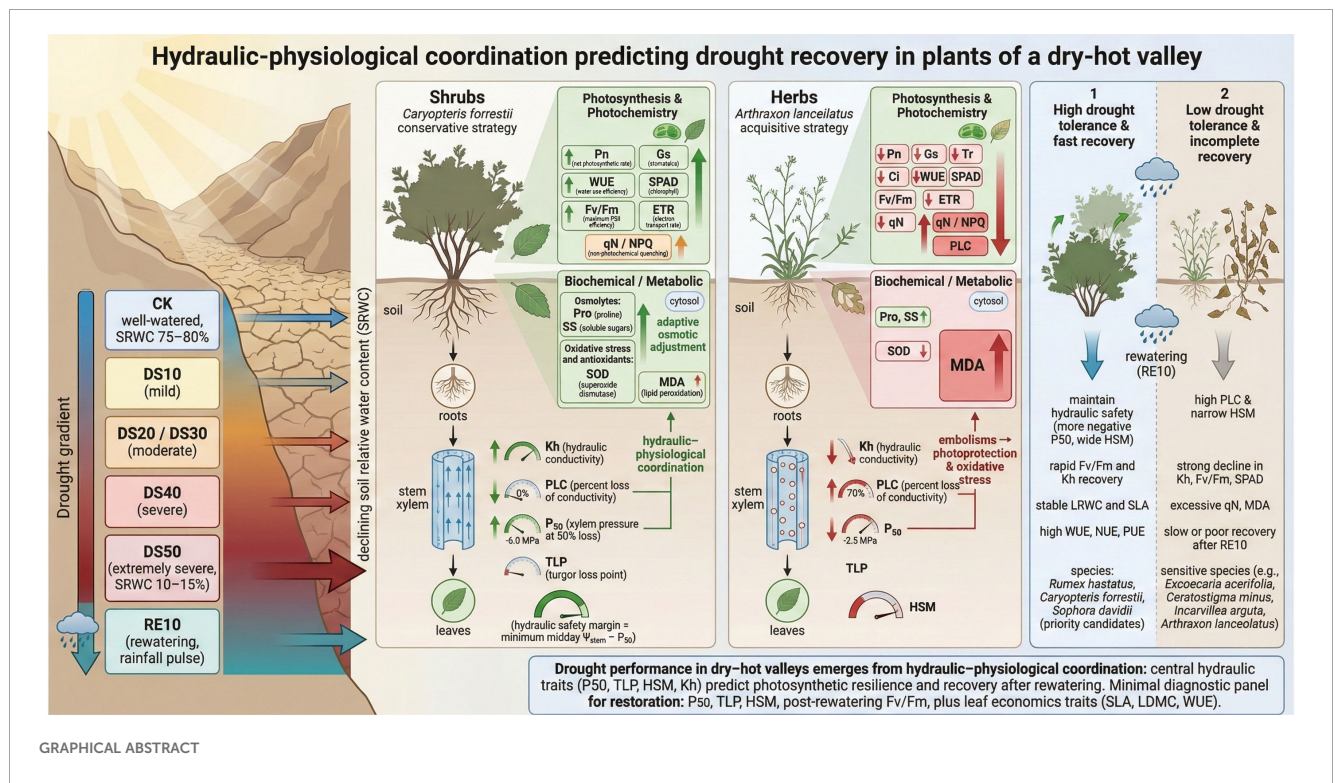 Hydraulic-physiological coordination predicting drought recovery in plants of a dry-hot valley
Drought gradient
CK
well-watered,
SRWC 75–80%
DS10
(mild)
DS20 / DS30
(moderate)
DS40
(severe)
DS50
(extremely severe,
SRWC 10–15%)
RE10
(rewatering,
rainfall pulse)
declining soil relative water content (SRWC)
Shrubs
Caryopteris forrestii
conservative strategy
soil
roots
stem
xylem
leaves
Photosynthesis &
Photochemistry
Pn
(net photosynthetic rate)
Gs
(stomatalca)
WUE
(water use efficiency)
SPAD
(chlorophyll)
Fv/Fm
(maximum PSII
efficiency)
ETR
(electron
transport rate)
qN / NPQ
(non-photochemical quenching)
Biochemical / Metabolic
Osmolytes:
Pro (proline)
SS (soluble sugars)
cytosol
adaptive
osmotic
adjustment
Oxidative stress
and antioxidants:
SOD
(superoxide
dismutase)
MDA
(lipid peroxidation)
Kh (hydraulic
conductivity)
0%
PLC (percent loss
of conductivity)
-6.0 MPa
P50 (xylem pressure
at 50% loss)
TLP
(turgor loss point)
(hydraulic safety margin =
minimum midday Ψstem – P50)
hydraulic–
physiological
coordination
Herbs
Arthraxon lanceilatus
acquisitive strategy
soil
roots
stem
xylem
leaves
Photosynthesis &
Photochemistry
Pn
Gs
Tr
Ci
WUE
SPAD
Fv/Fm
ETR
qN
qN / NPQ
PLC
Biochemical / Metabolic
cytosol
Pro, SS
SOD
MDA
Kh (hydraulic
conductivity)
70%
PLC (percent loss
of conductivity)
-2.5 MPa
P50
TLP
HSM
embolisms →
photoprotection
& oxidative
stress
1
High drought
tolerance &
fast recovery
2
Low drought
tolerance &
incomplete
recovery
rewatering
(RE10)
maintain
hydraulic safety
(more negative
P50, wide HSM)
rapid Fv/Fm and
Kh recovery
stable LRWC and SLA
high WUE, NUE, PUE
species:
Rumex hastatus,
Caryopteris forrestii,
Sophora davidii
(priority candidates)
high PLC &
narrow HSM
strong decline in
Kh, Fv/Fm, SPAD
excessive qN, MDA
slow or poor recovery
after RE10
sensitive species (e.g.,
Excoecaria acerifolia,
Ceratostigma minus,
Incarvillea arguta,
Arthraxon lanceolatus)
Drought performance in dry–hot valleys emerges from hydraulic–physiological coordination: central hydraulic
traits (P50, TLP, HSM, Kh) predict photosynthetic resilience and recovery after rewatering. Minimal diagnostic panel
for restoration: P50, TLP, HSM, post-rewatering Fv/Fm, plus leaf economics traits (SLA, LDMC, WUE).
GRAPHICAL ABSTRACT